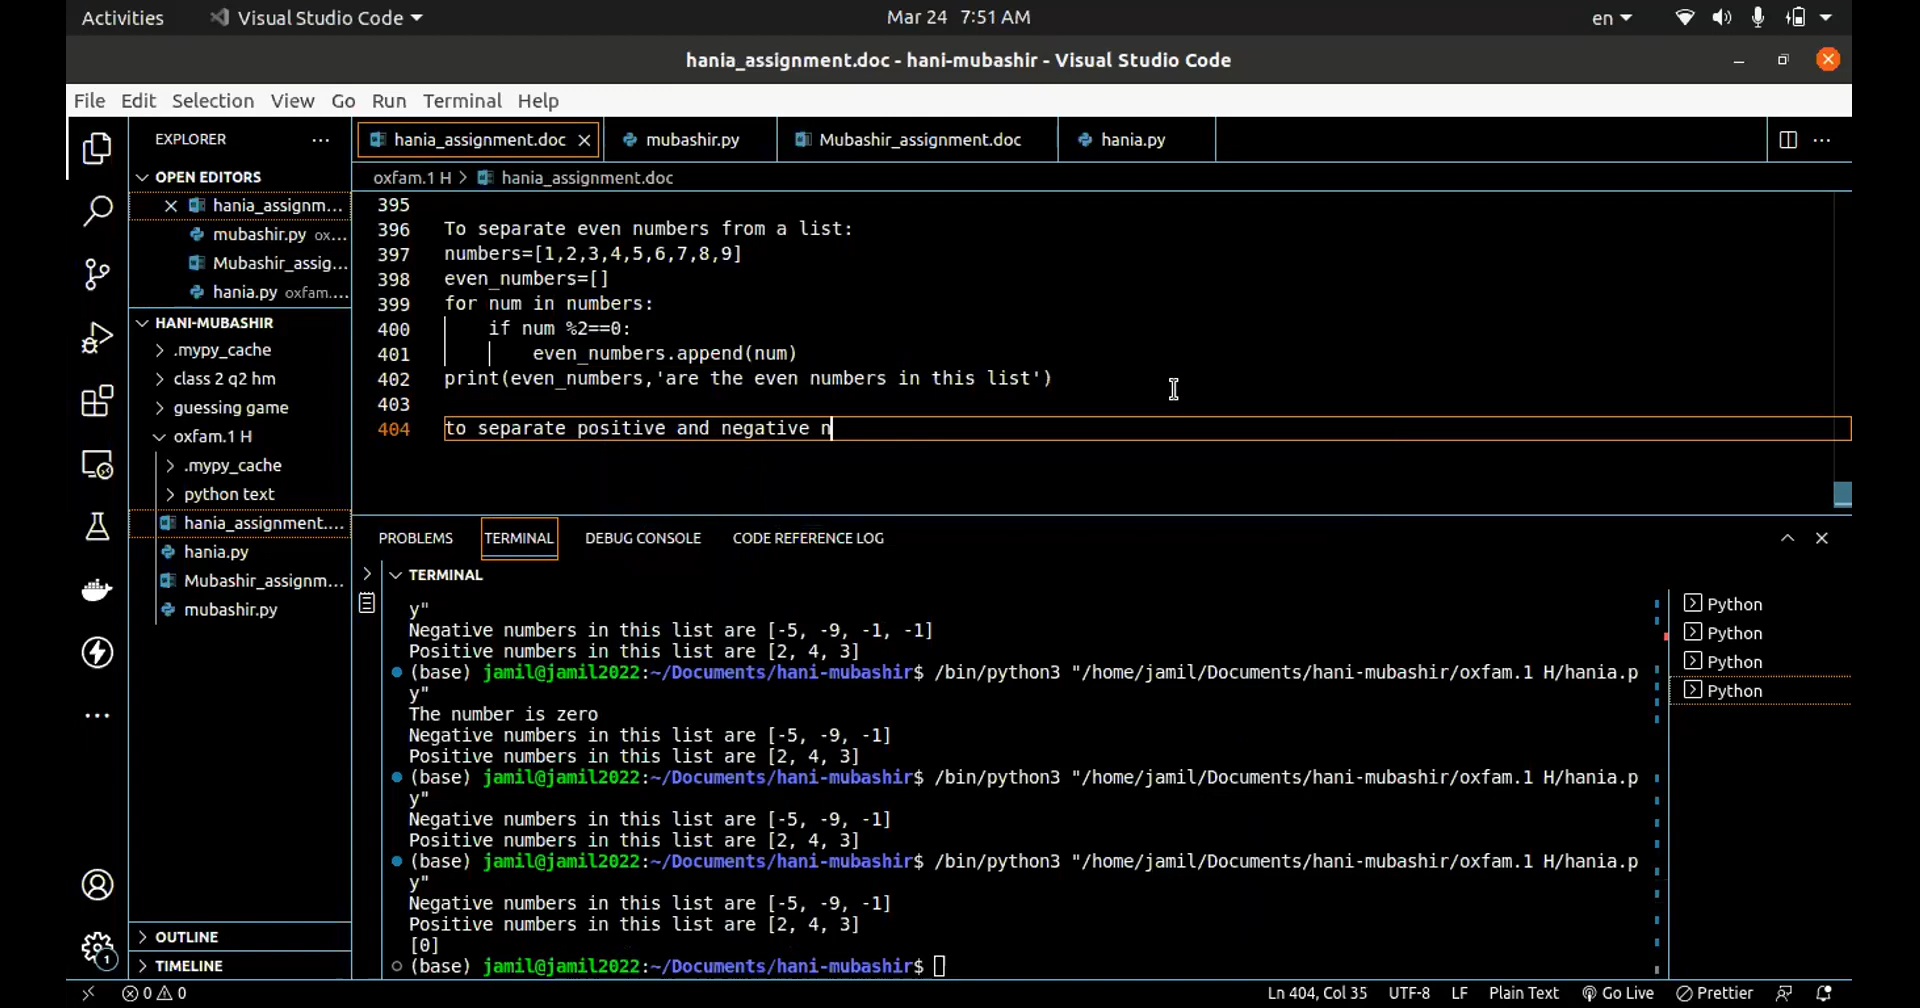 Activities
Visual Studio Code
Mar 24 7:51 AM
en
hania_assignment.doc - hani-mubashir - Visual Studio Code
File Edit Selection View Go Run Terminal Help
EXPLORER
OPEN EDITORS
hania_assignm...
mubashir.py ox...
Mubashir_assig...
hania.py oxfam....
HANI-MUBASHIR
.mypy_cache
class 2 q2 hm
guessing game
oxfam.1 H
.mypy_cache
python text
hania_assignment....
hania.py
Mubashir_assignm...
mubashir.py
OUTLINE
TIMELINE
1
hania_assignment.doc
mubashir.py
Mubashir_assignment.doc
hania.py
oxfam.1 H > hania_assignment.doc
395
396 To separate even numbers from a list:
397 numbers=[1,2,3,4,5,6,7,8,9]
398 even_numbers=[]
399 for num in numbers:
400 if num %2==0:
401 even_numbers.append(num)
402 print(even_numbers,'are the even numbers in this list')
403
404 to separate positive and negative n
PROBLEMS TERMINAL DEBUG CONSOLE CODE REFERENCE LOG
TERMINAL
y"
Negative numbers in this list are [-5, -9, -1, -1]
Positive numbers in this list are [2, 4, 3]
(base) jamil@jamil2022:~/Documents/hani-mubashir$ /bin/python3 "/home/jamil/Documents/hani-mubashir/oxfam.1 H/hania.p
y"
The number is zero
Negative numbers in this list are [-5, -9, -1]
Positive numbers in this list are [2, 4, 3]
(base) jamil@jamil2022:~/Documents/hani-mubashir$ /bin/python3 "/home/jamil/Documents/hani-mubashir/oxfam.1 H/hania.p
y"
Negative numbers in this list are [-5, -9, -1]
Positive numbers in this list are [2, 4, 3]
(base) jamil@jamil2022:~/Documents/hani-mubashir$ /bin/python3 "/home/jamil/Documents/hani-mubashir/oxfam.1 H/hania.p
y"
Negative numbers in this list are [-5, -9, -1]
Positive numbers in this list are [2, 4, 3]
[0]
(base) jamil@jamil2022:~/Documents/hani-mubashir$
Python
Python
Python
Python
0 0
Ln 404, Col 35 UTF-8 LF Plain Text Go Live Prettier